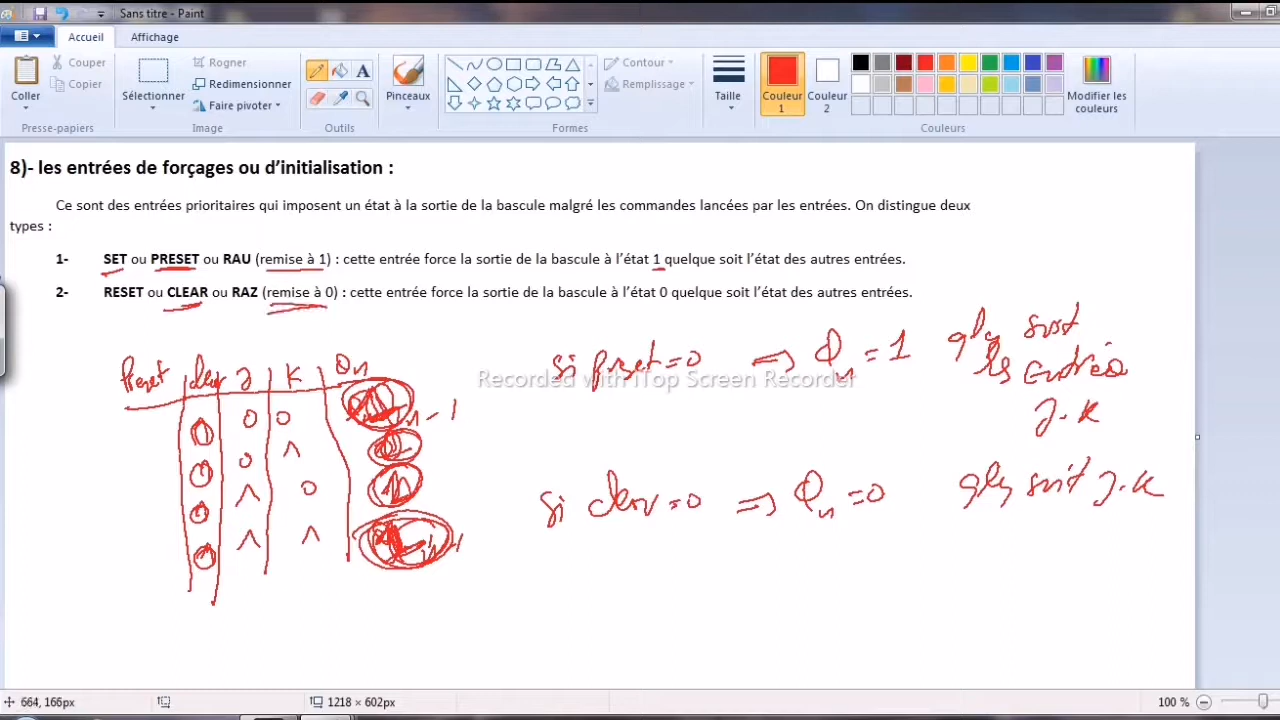 Sans titre - Paint
Accueil Affichage
Coller Couper Copier
Sélectionner Rogner Redimensionner Faire pivoter
Pinceaux
Contour Remplissage
Taille
Couleur 1 Couleur 2
Modifier les couleurs
Presse-papiers Image Outils Formes Couleurs
8)- les entrées de forçages ou d’initialisation :
Ce sont des entrées prioritaires qui imposent un état à la sortie de la bascule malgré les commandes lancées par les entrées. On distingue deux
types :
1- SET ou PRESET ou RAU (remise à 1) : cette entrée force la sortie de la bascule à l’état 1 quelque soit l’état des autres entrées.
2- RESET ou CLEAR ou RAZ (remise à 0) : cette entrée force la sortie de la bascule à l’état 0 quelque soit l’état des autres entrées.
Preset clear J K Qn
0 0
0 1
1 0
1 1
si preset=0 ⟹ Qn = 1 qlq soit
les entrées
J.K
si clear=0 ⟹ Qn =0 qlq soit J.K
Recorded with iTop Screen Recorder
664, 166px 1218 × 602px 100 %